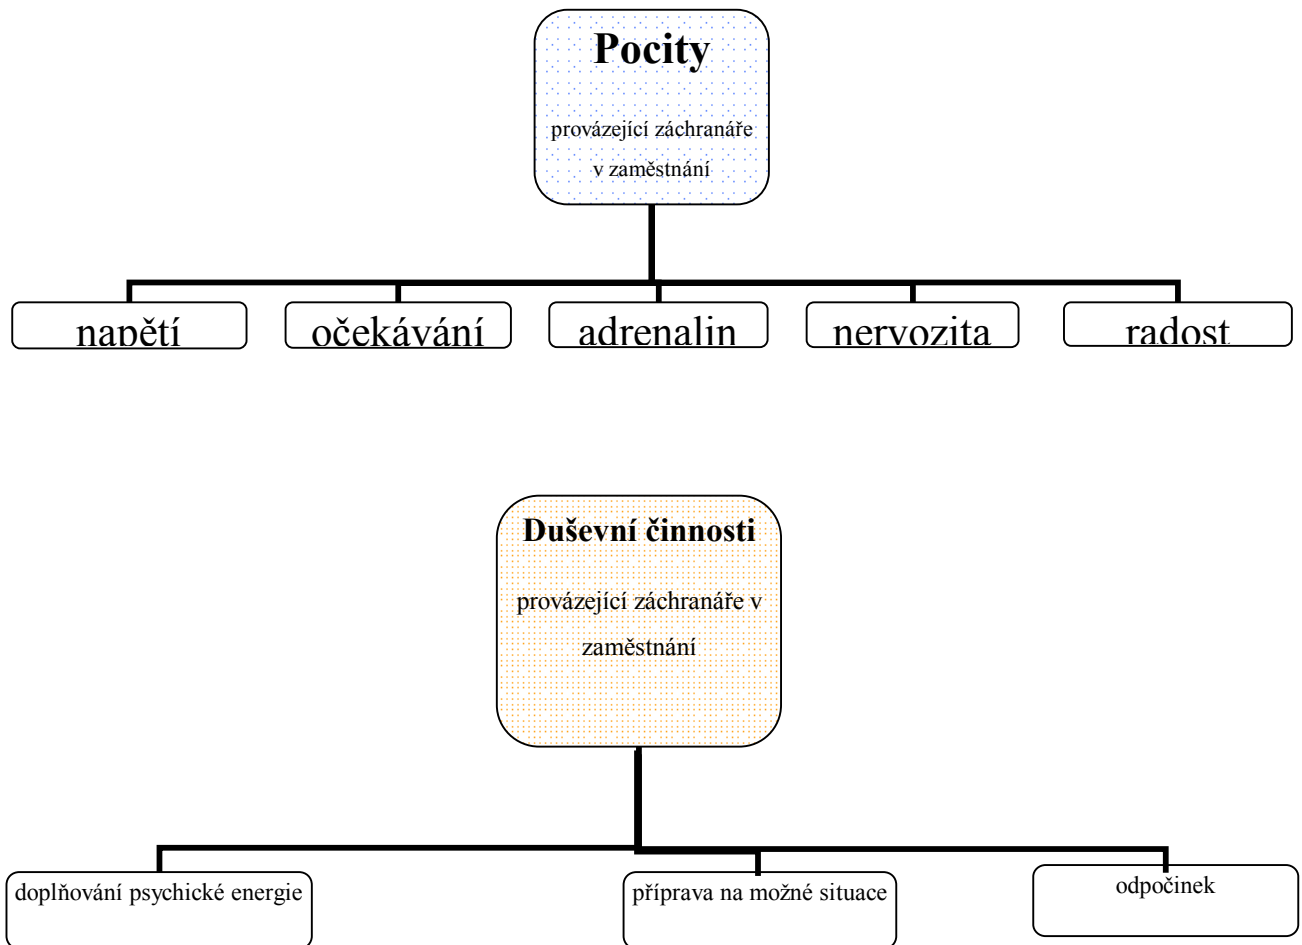 Pocity
provázející záchranáře
v zaměstnání
napětí
očekávání
adrenalin
nervozita
radost
Duševní činnosti
provázející záchranáře v
zaměstnání
doplňování psychické energie
příprava na možné situace
odpočinek